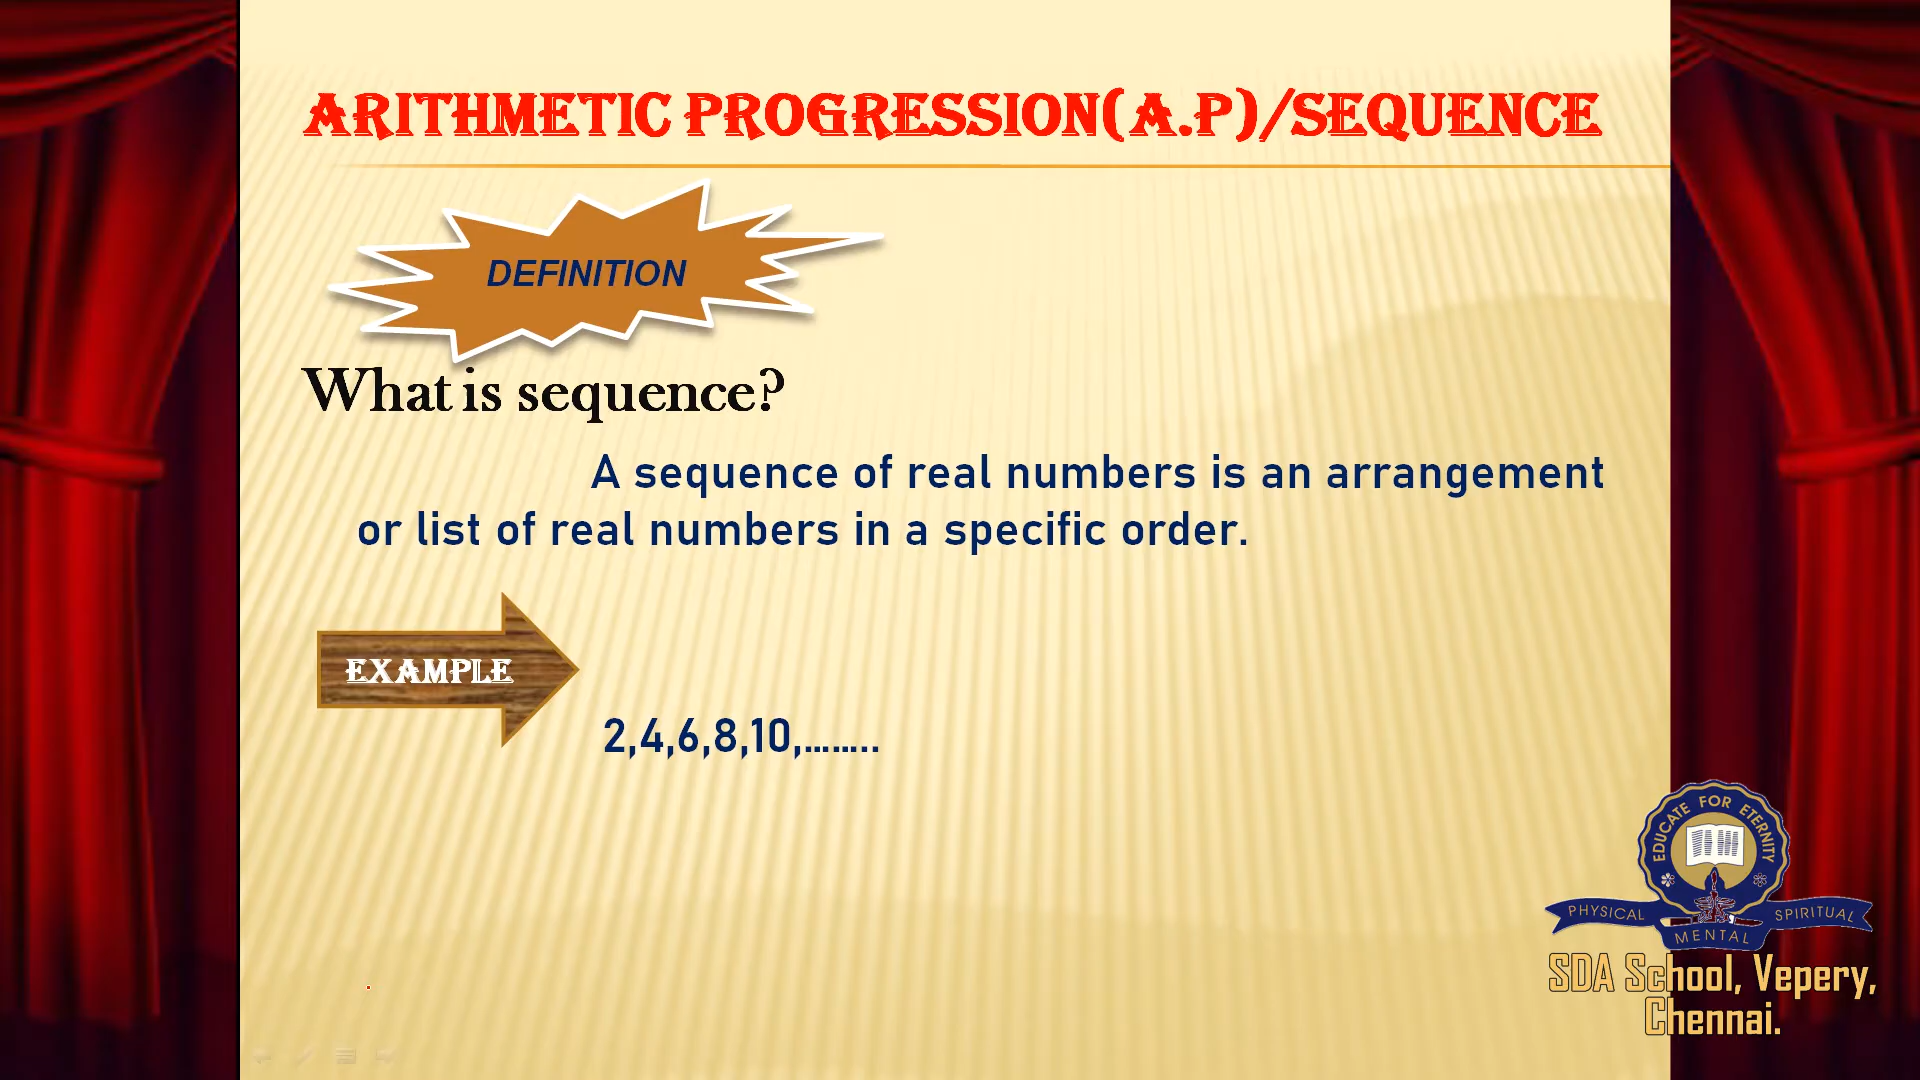 ARITHMETIC PROGRESSION(A.P)/SEQUENCE
DEFINITION
What is sequence?
A sequence of real numbers is an arrangement
or list of real numbers in a specific order.
EXAMPLE
2,4,6,8,10,........
EDUCATE FOR ETERNITY
PHYSICAL MENTAL SPIRITUAL
SDA School, Vepery,
Chennai.